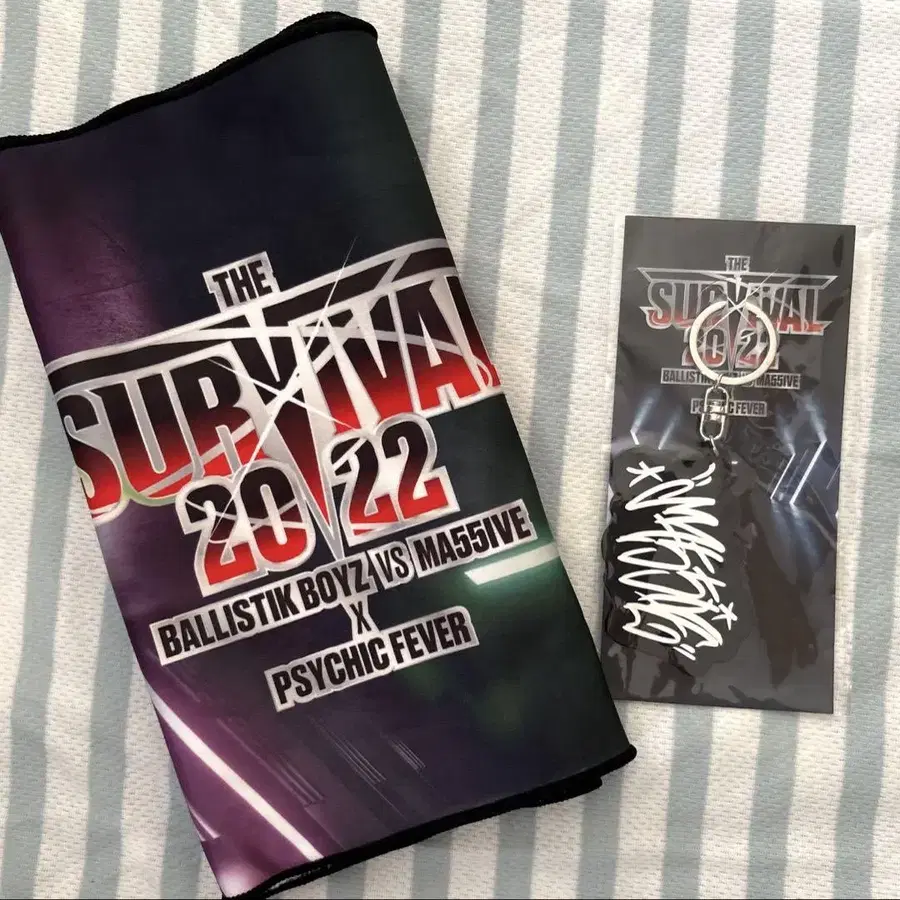 THE
SURVIVAL
2022
BALLISTIK BOYZ VS MA55IVE
X
PSYCHIC FEVER
THE
SURVIVAL
2022
BALLISTIK BOYZ VS MA55IVE
PSYCHIC FEVER